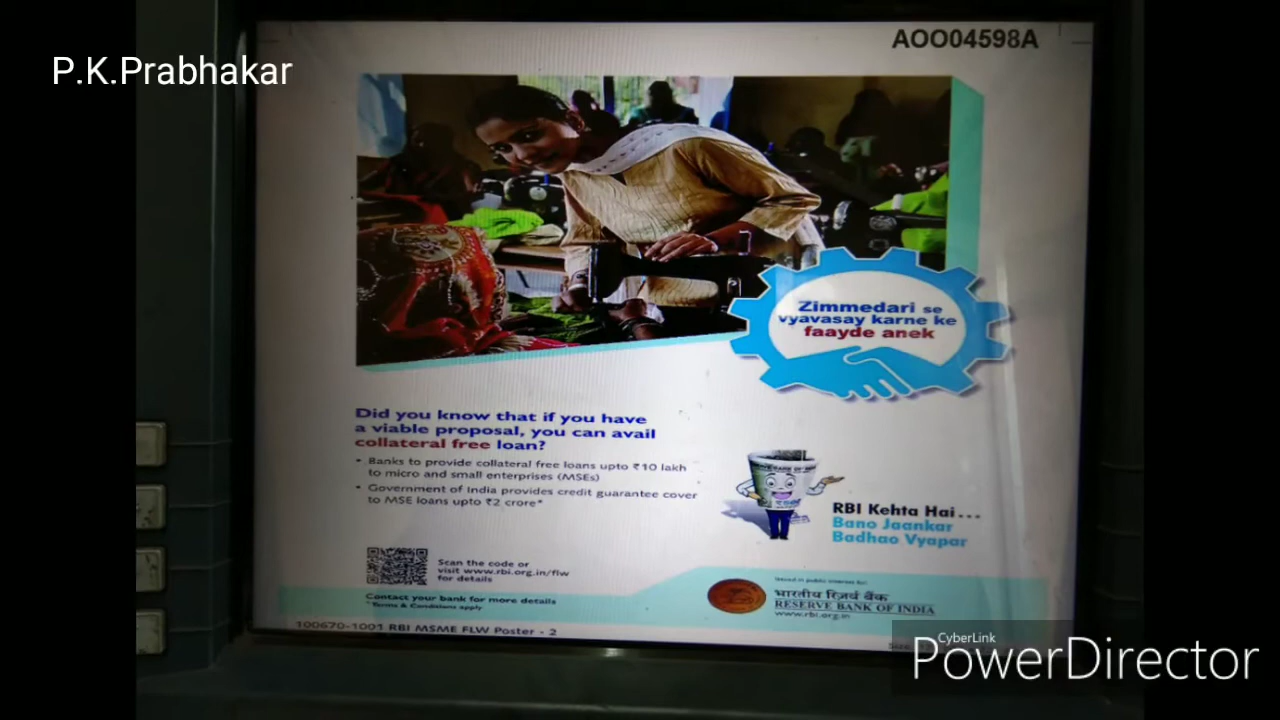 AOO04598A
P.K.Prabhakar
Zimmedari se
vyavasay karne ke
faayde anek
Did you know that if you have
a viable proposal, you can avail
collateral free loan?
• Banks to provide collateral free loans upto ₹10 lakh
to micro and small enterprises (MSEs)
• Government of India provides credit guarantee cover
to MSE loans upto ₹2 crore*
RBI Kehta Hai...
Bano Jaankar
Badhao Vyapar
Scan the code or
visit www.rbi.org.in/flw
for details
Contact your bank for more details
*Terms & Conditions apply
Issued in public interest by:
भारतीय रिज़र्व बैंक
RESERVE BANK OF INDIA
www.rbi.org.in
100670-1001 RBI MSME FLW Poster - 2
CyberLink
PowerDirector